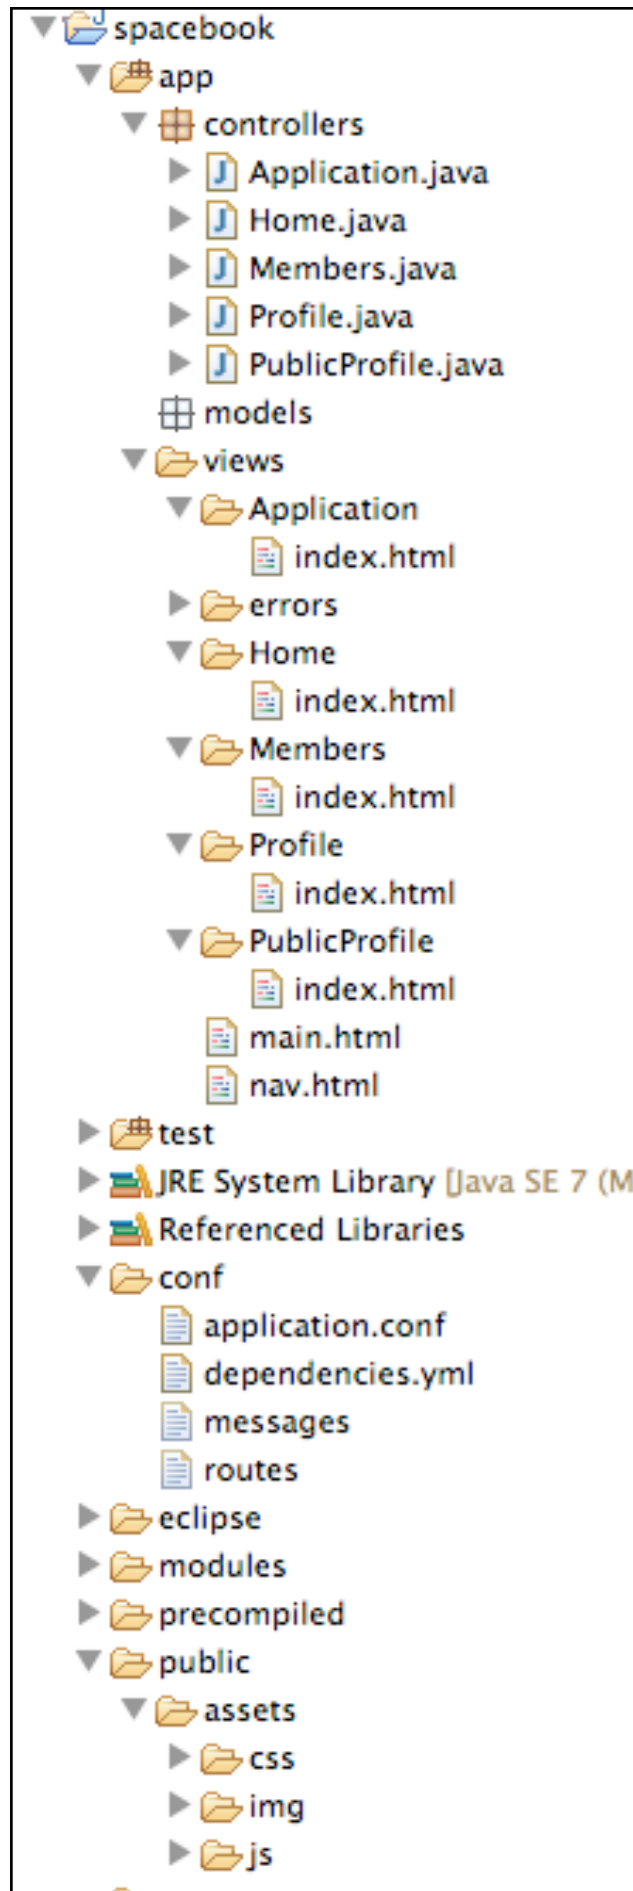 spacebook
app
controllers
Application.java
Home.java
Members.java
Profile.java
PublicProfile.java
models
views
Application
index.html
errors
Home
index.html
Members
index.html
Profile
index.html
PublicProfile
index.html
main.html
nav.html
test
JRE System Library [Java SE 7 (M
Referenced Libraries
conf
application.conf
dependencies.yml
messages
routes
eclipse
modules
precompiled
public
assets
css
img
js